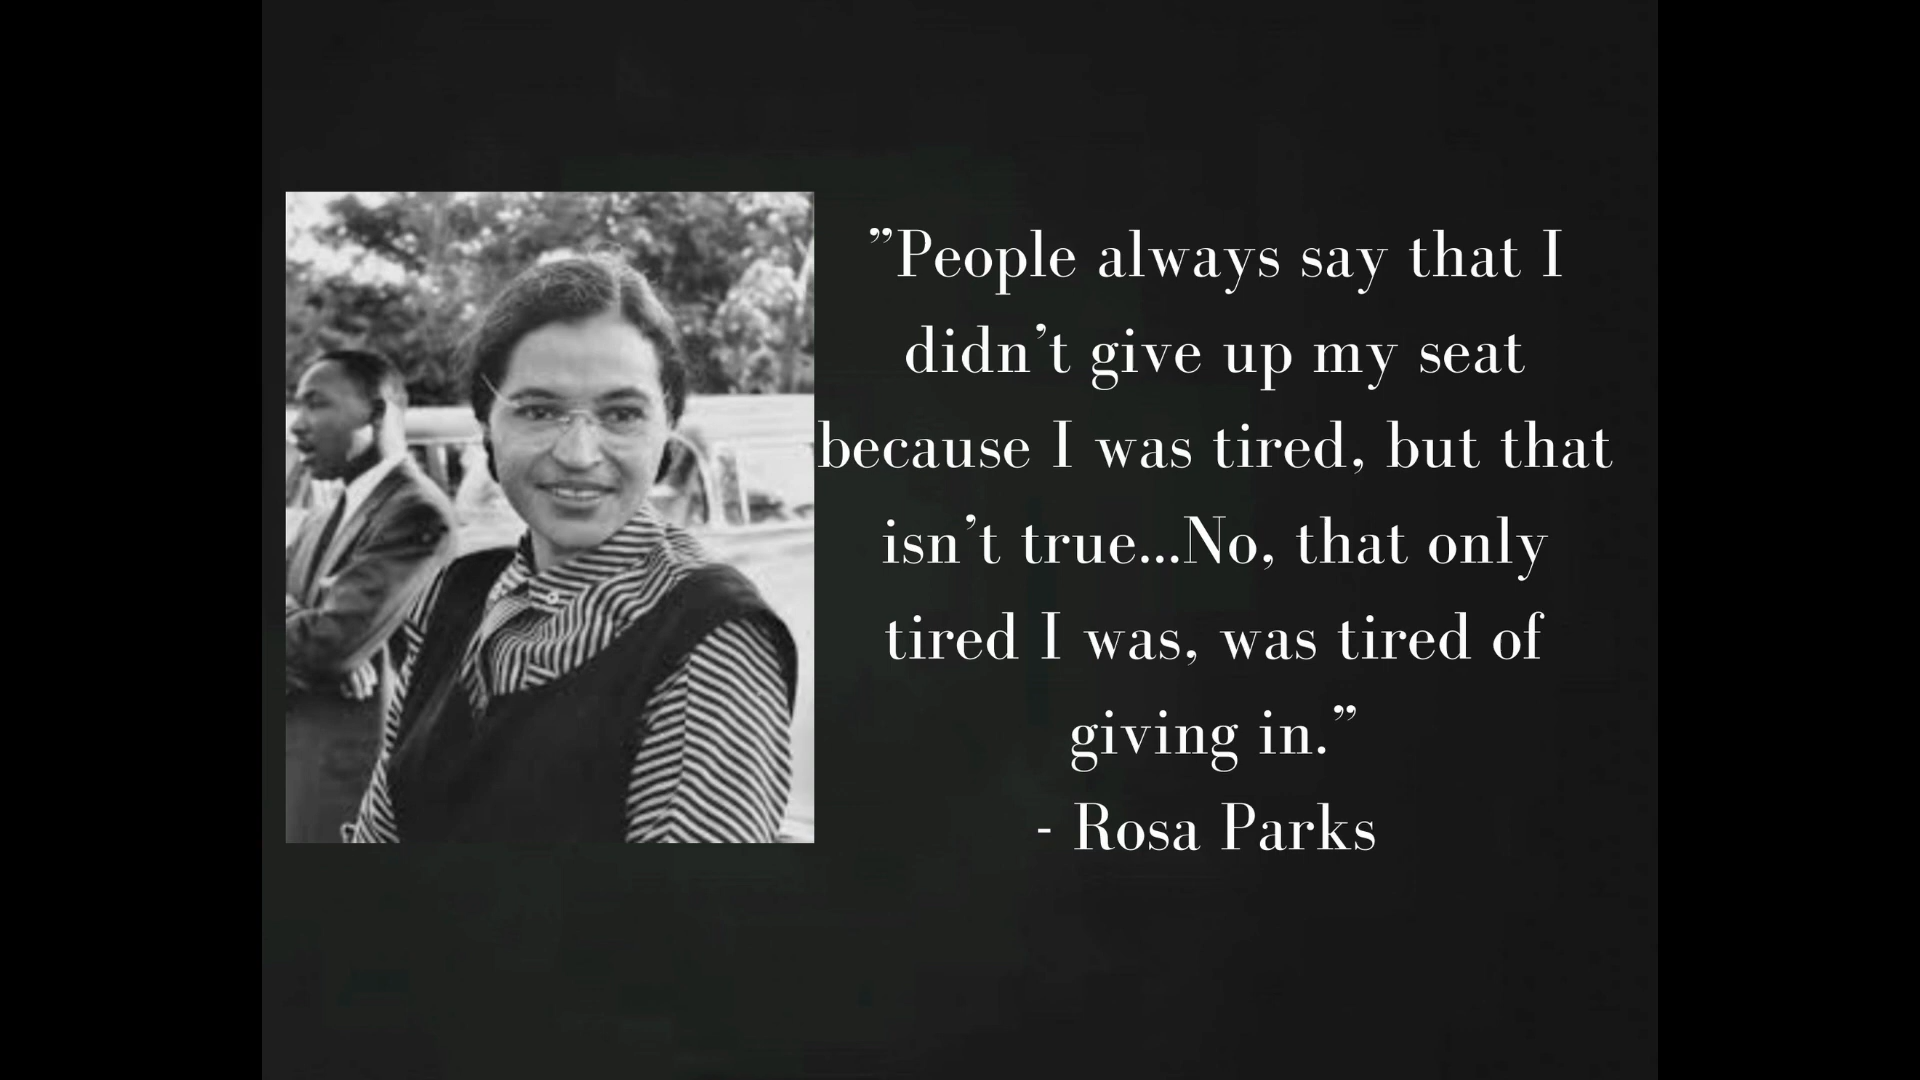 ”People always say that I
didn’t give up my seat
because I was tired, but that
isn’t true...No, that only
tired I was, was tired of
giving in.”
- Rosa Parks